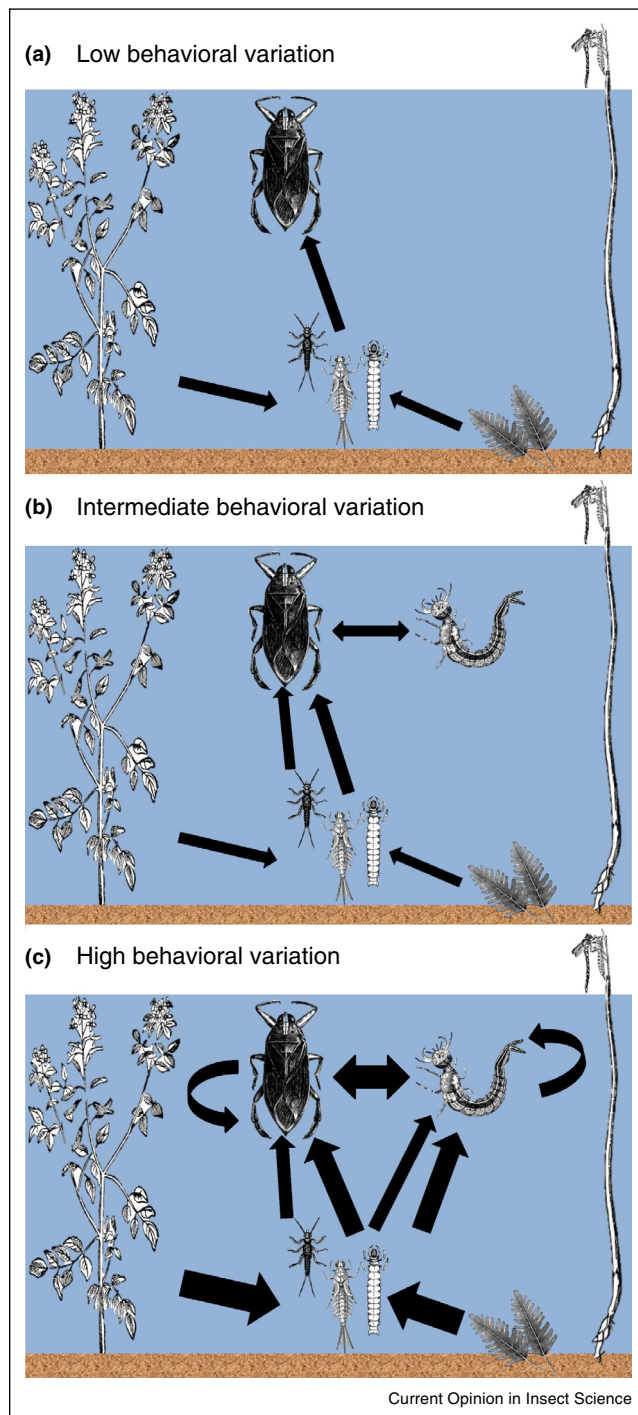 (a) Low behavioral variation
(b) Intermediate behavioral variation
(c) High behavioral variation
Current Opinion in Insect Science